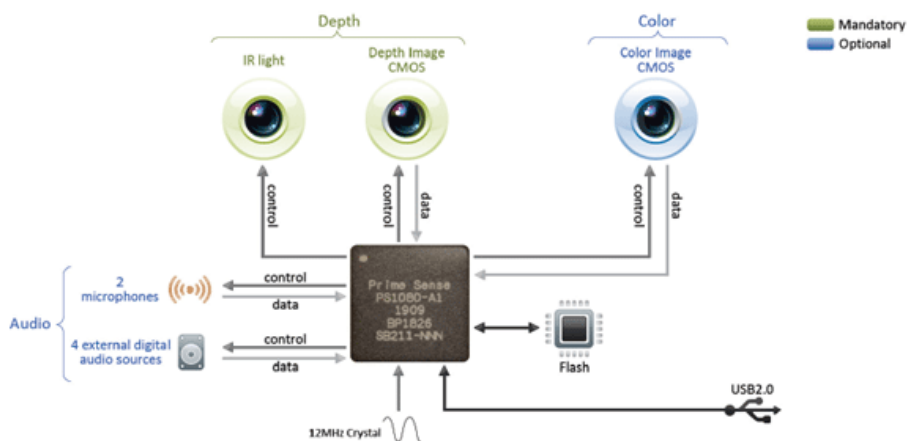 Depth
Color
Mandatory
Optional
IR light
Depth Image
CMOS
Color Image
CMOS
control
control
data
control
data
Audio
2
microphones
control
data
4 external digital
audio sources
control
data
Prime Sense
PS1080-A1
1909
BP1826
SB211-NNN
Flash
USB2.0
12MHz Crystal